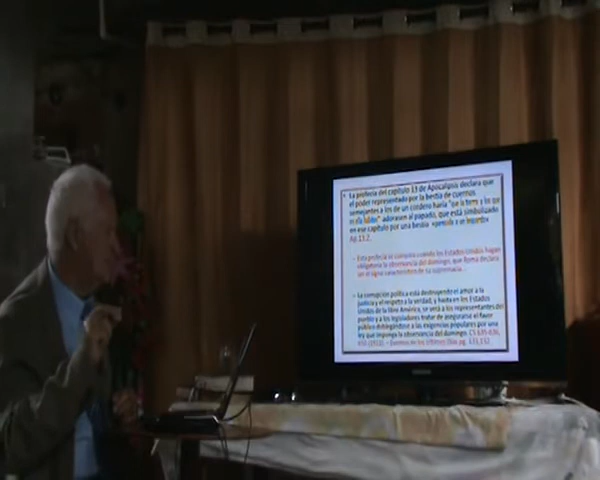 La profecía del capítulo 13 de Apocalipsis declara que
el poder representado por la bestia de cuernos
semejantes a los de un cordero haría "que la tierra y los que
en ella habitan" adorasen al papado, que está simbolizado
en ese capítulo por una bestia «parecida a un leopardo»
Ap.13:2.
Esta profecía se cumplirá cuando los Estados Unidos hagan
obligatoria la observancia del domingo, que Roma declara
ser el signo característico de su supremacía...
La corrupción política está destruyendo el amor a la
justicia y el respeto a la verdad; y hasta en los Estados
Unidos de la libre América, se verá a los representantes del
pueblo y a los legisladores tratar de asegurarse el favor
público doblegándose a las exigencias populares por una
ley que imponga la observancia del domingo.